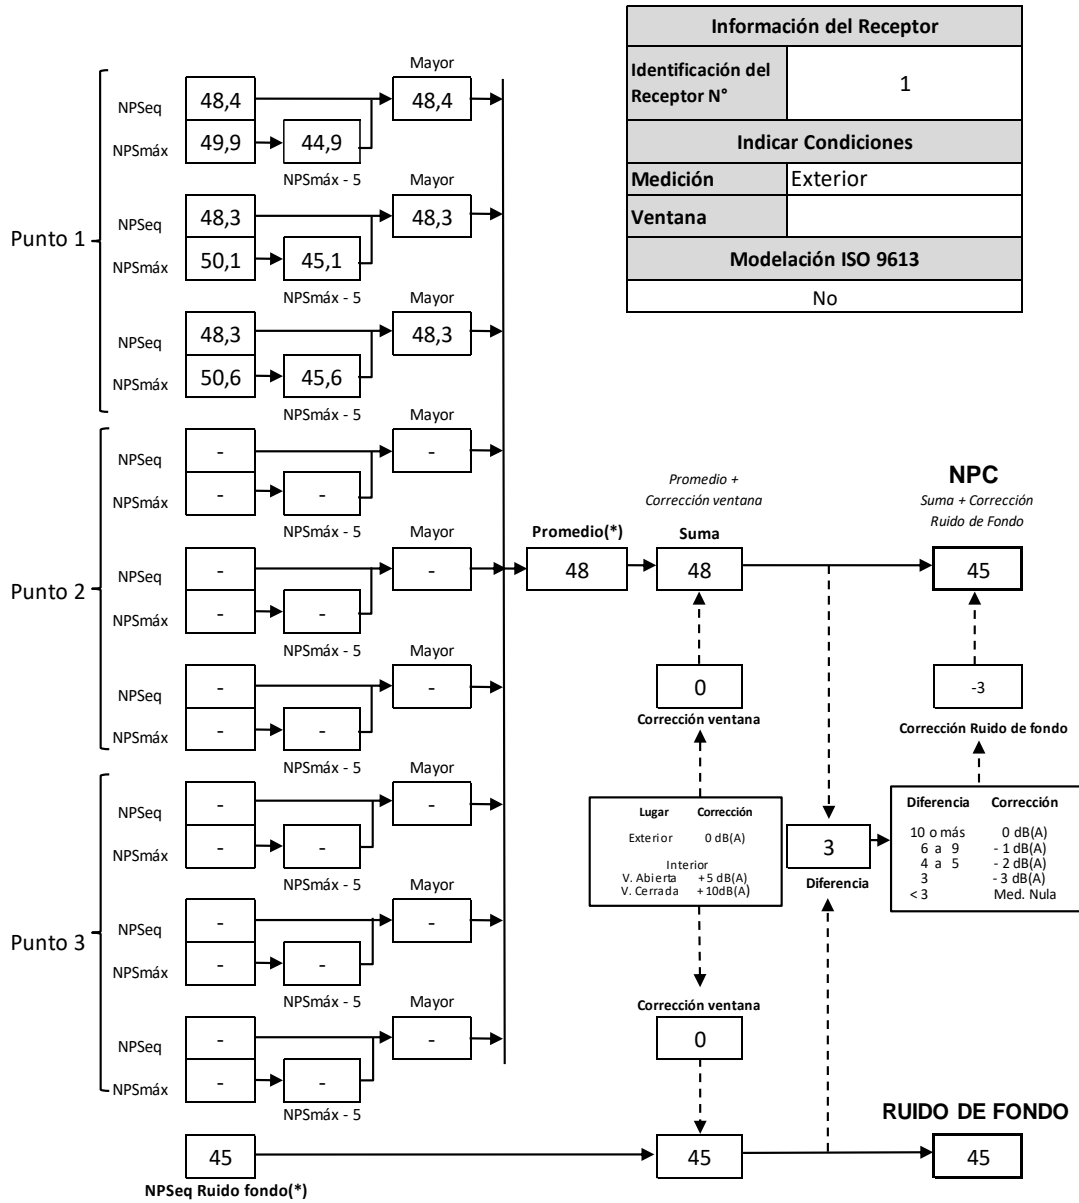 Información del Receptor
Identificación del
Receptor N°
1
Indicar Condiciones
Medición Exterior
Ventana
Modelación ISO 9613
No
Punto 1
Mayor
NPSeq 48,4 48,4
NPSmáx 49,9 44,9
NPSmáx - 5
Mayor
NPSeq 48,3 48,3
NPSmáx 50,1 45,1
NPSmáx - 5
Mayor
NPSeq 48,3 48,3
NPSmáx 50,6 45,6
NPSmáx - 5
Punto 2
Mayor
NPSeq - -
NPSmáx - -
NPSmáx - 5
Mayor
NPSeq - -
NPSmáx - -
NPSmáx - 5
Mayor
NPSeq - -
NPSmáx - -
NPSmáx - 5
Punto 3
Mayor
NPSeq - -
NPSmáx - -
NPSmáx - 5
Mayor
NPSeq - -
NPSmáx - -
NPSmáx - 5
Mayor
NPSeq - -
NPSmáx - -
NPSmáx - 5
Promedio(*)
48
Promedio +
Corrección ventana
Suma
48
0
Corrección ventana
NPC
Suma + Corrección
Ruido de Fondo
45
-3
Corrección Ruido de fondo
Lugar Corrección
Exterior 0 dB(A)
Interior
V. Abierta +5 dB(A)
V. Cerrada +10dB(A)
3
Diferencia
Diferencia Corrección
10 o más 0 dB(A)
6 a 9 - 1 dB(A)
4 a 5 - 2 dB(A)
3 - 3 dB(A)
< 3 Med. Nula
Corrección ventana
0
RUIDO DE FONDO
45 45 45
NPSeq Ruido fondo(*)